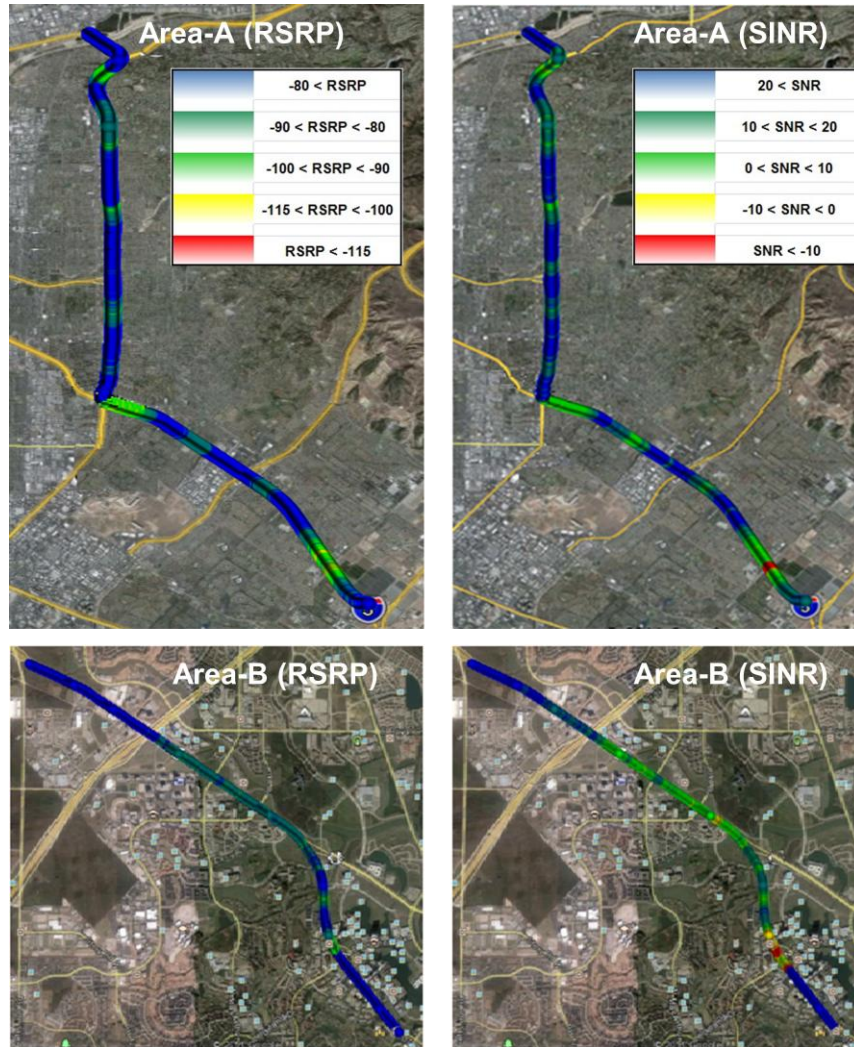 Area-A (RSRP)
-80 < RSRP
-90 < RSRP < -80
-100 < RSRP < -90
-115 < RSRP < -100
RSRP < -115
Area-A (SINR)
20 < SNR
10 < SNR < 20
0 < SNR < 10
-10 < SNR < 0
SNR < -10
Area-B (RSRP)
Area-B (SINR)